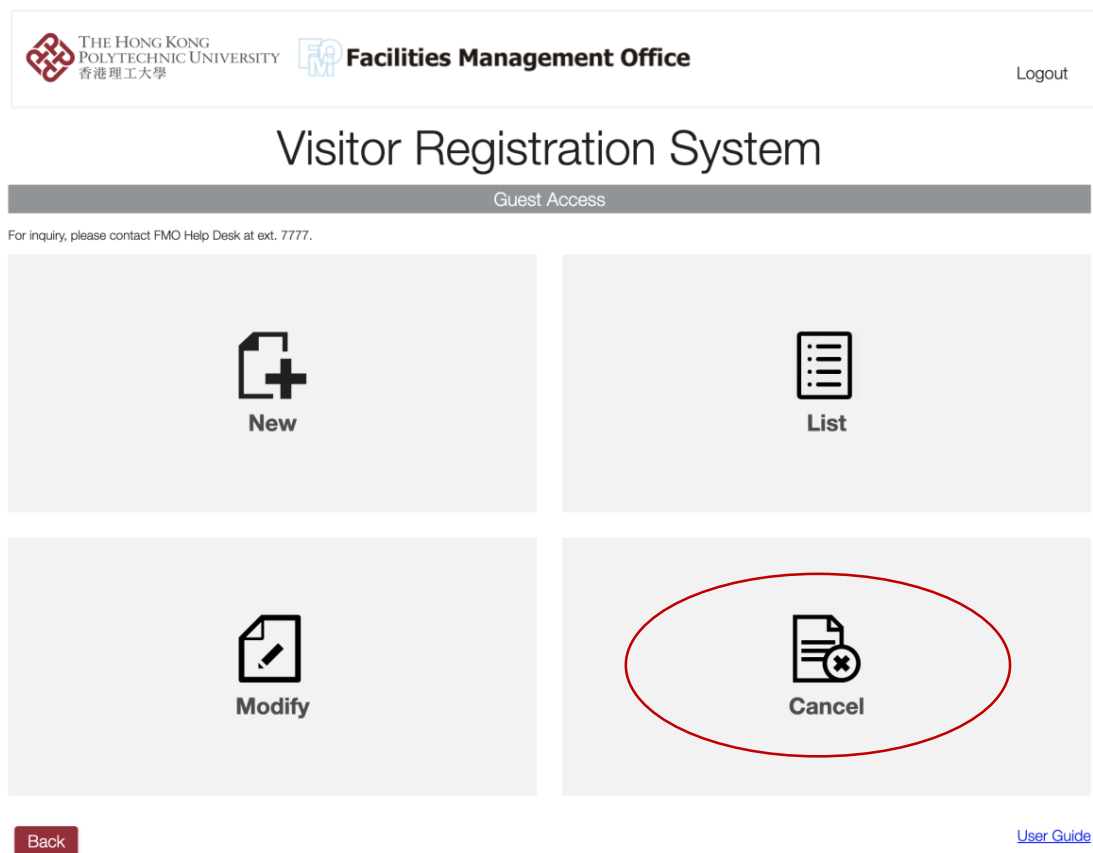 THE HONG KONG
POLYTECHNIC UNIVERSITY
香港理工大學
FMO Facilities Management Office
Logout
Visitor Registration System
Guest Access
For inquiry, please contact FMO Help Desk at ext. 7777.
New
List
Modify
Cancel
Back
User Guide